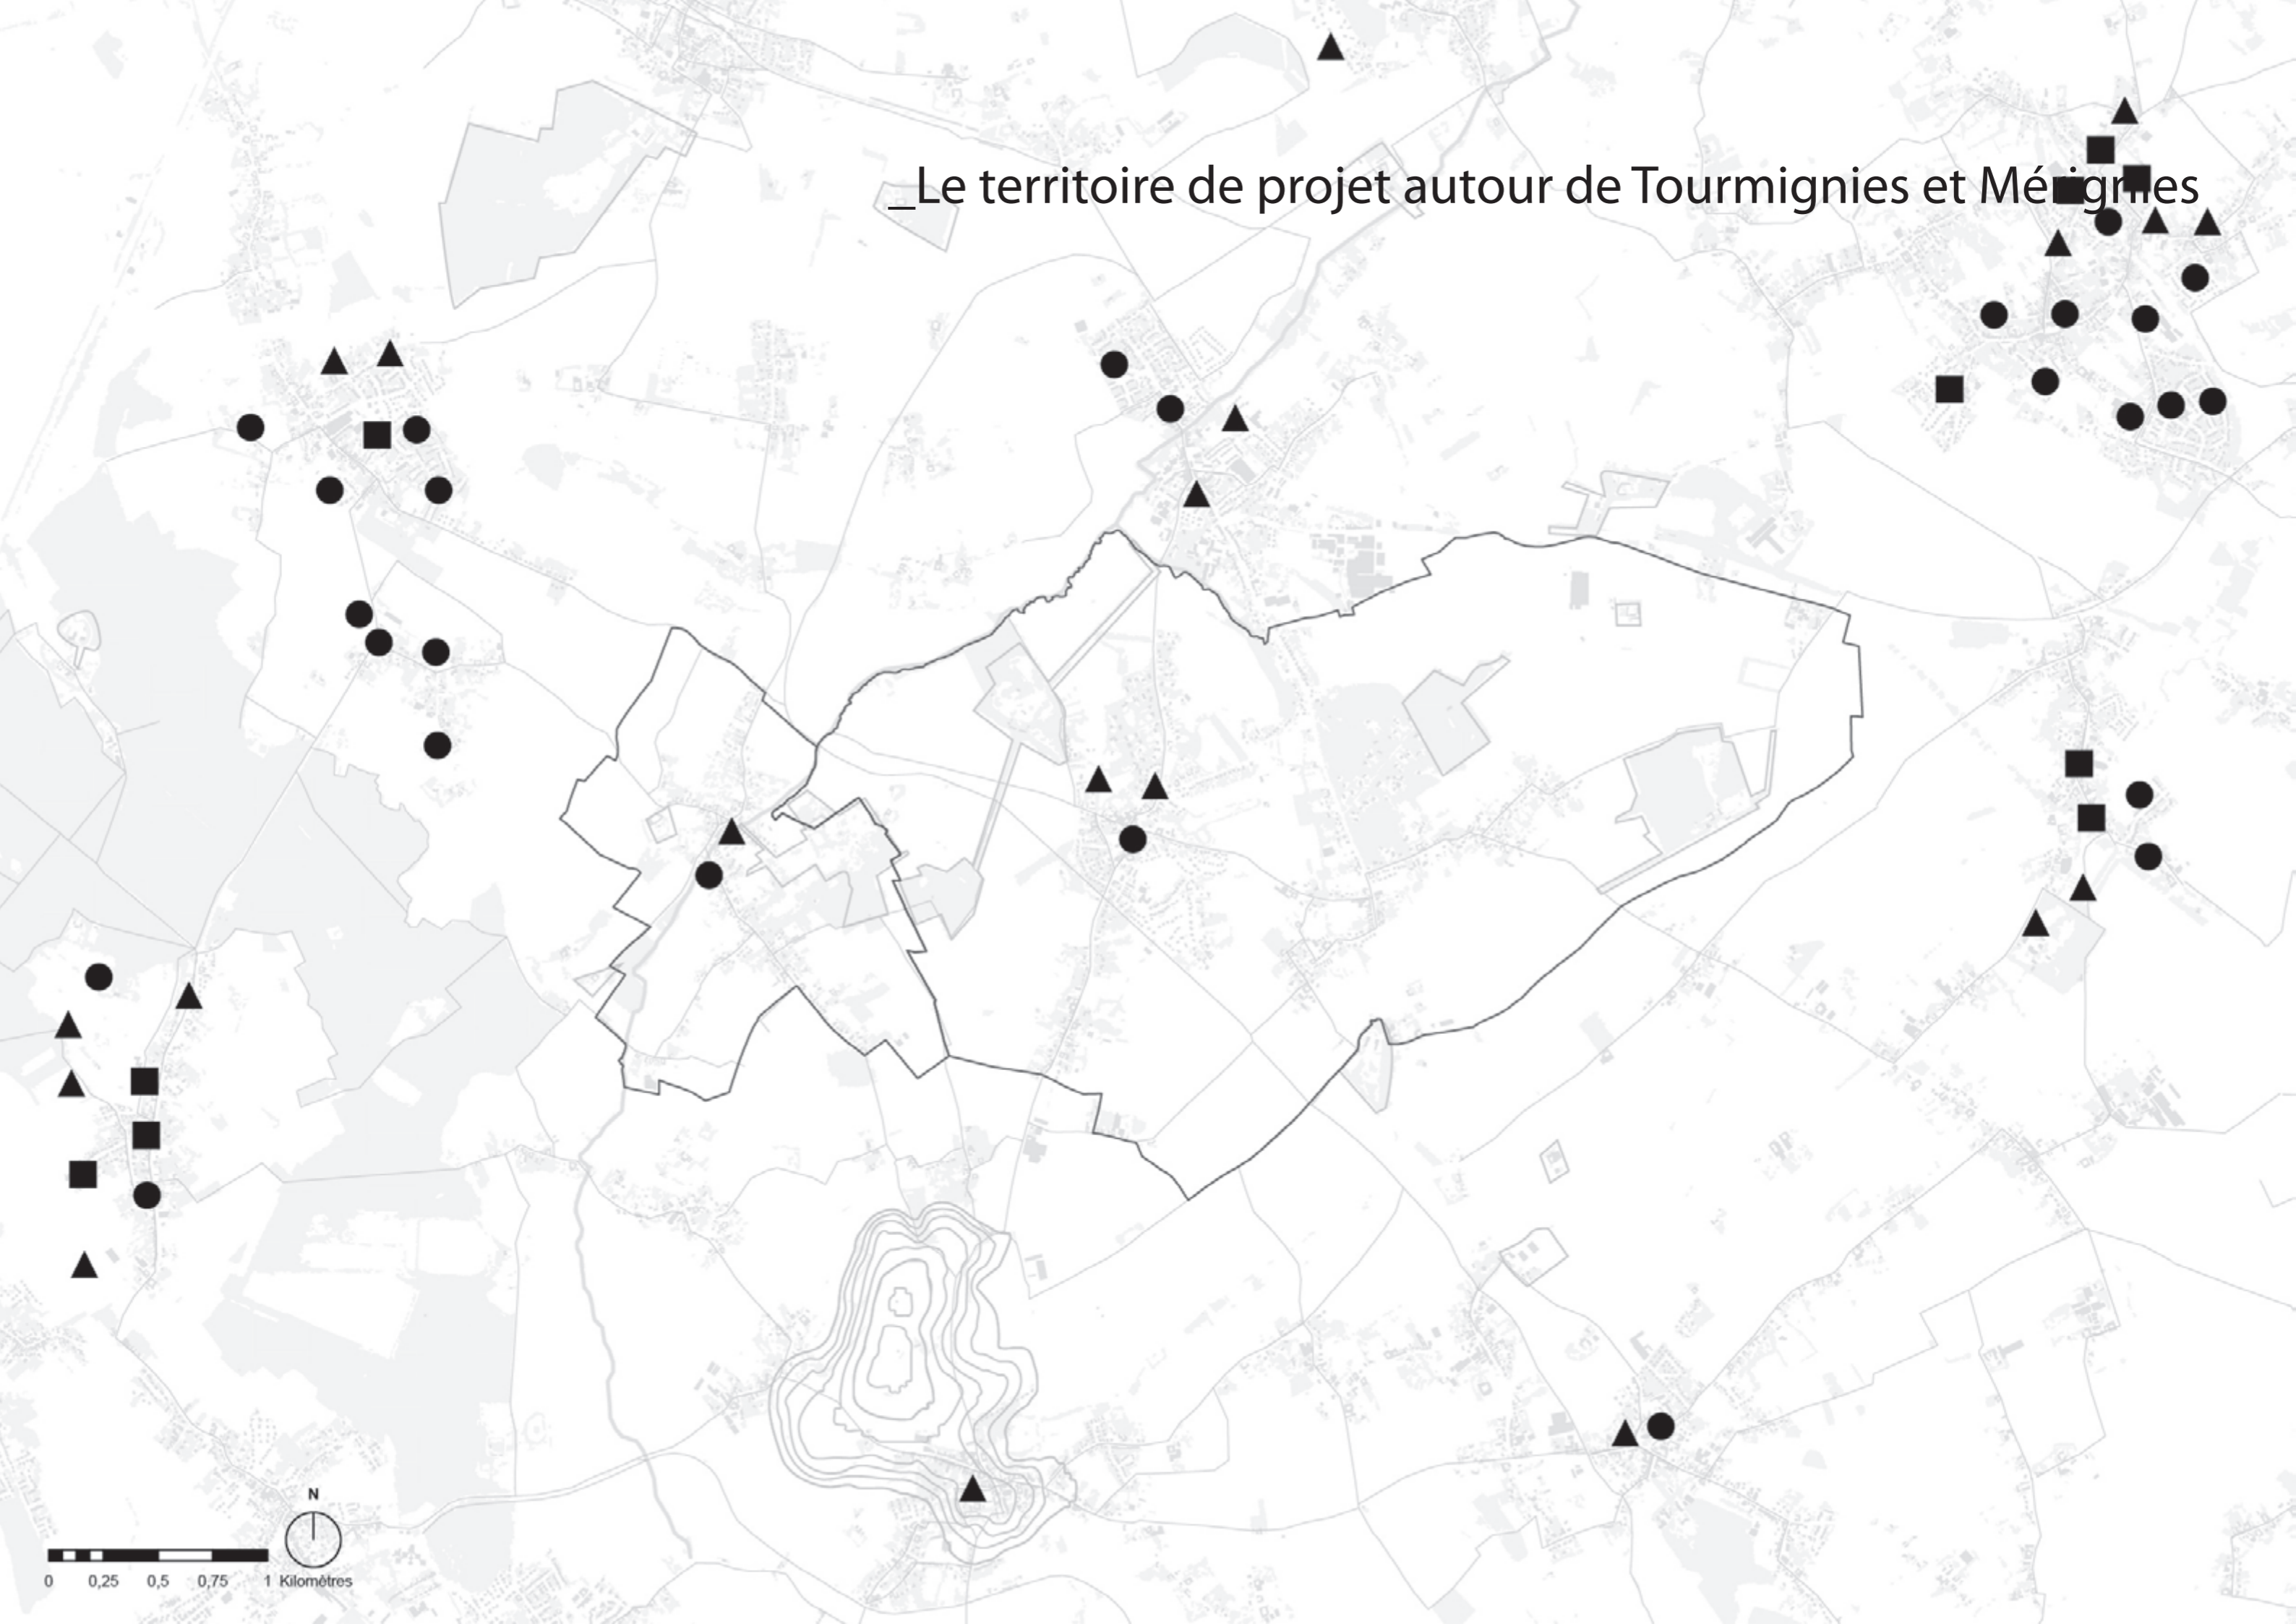 _Le territoire de projet autour de Tourmignies et Mérignies
N
0 0,25 0,5 0,75 1 Kilomètres